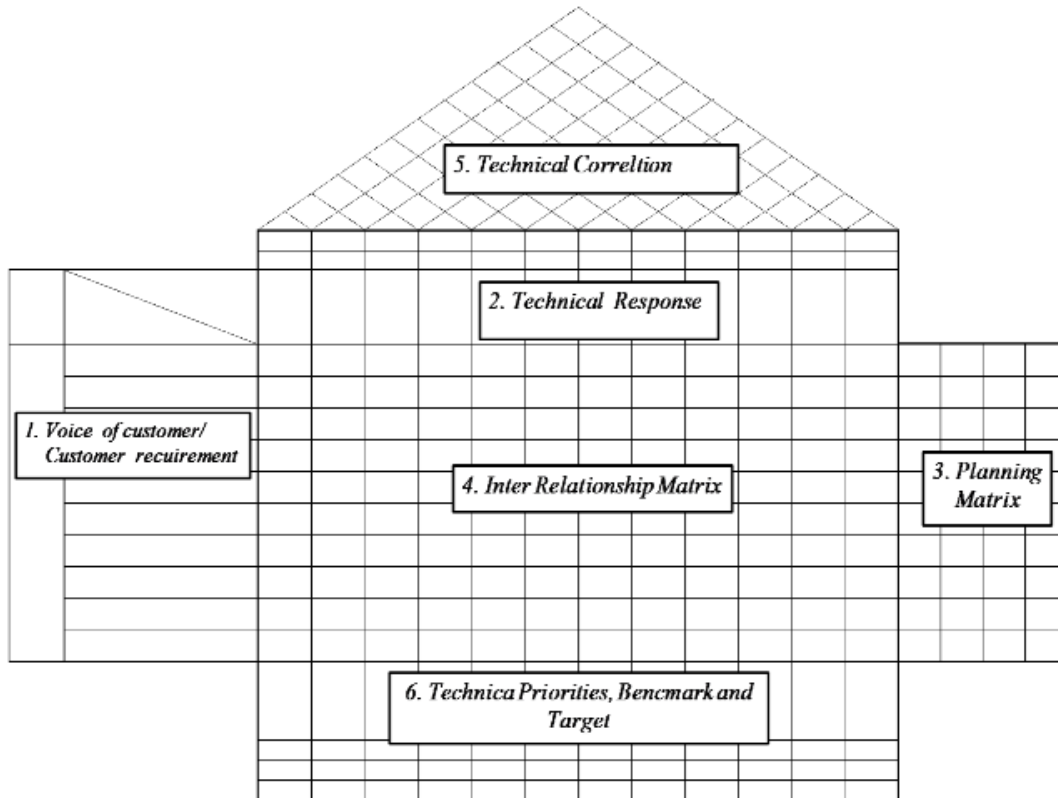 5. Technical Correltion
2. Technical Response
1. Voice of customer/
Customer recuirement
4. Inter Relationship Matrix
3. Planning
Matrix
6. Technica Priorities, Bencmark and
Target